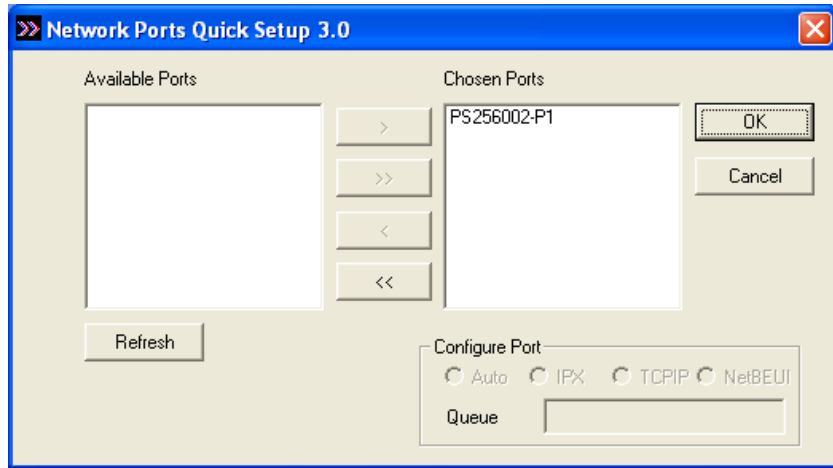 Network Ports Quick Setup 3.0
Available Ports
Chosen Ports
PS256002-P1
>
>>
<
<<
OK
Cancel
Refresh
Configure Port
Auto IPX TCPIP NetBEUI
Queue